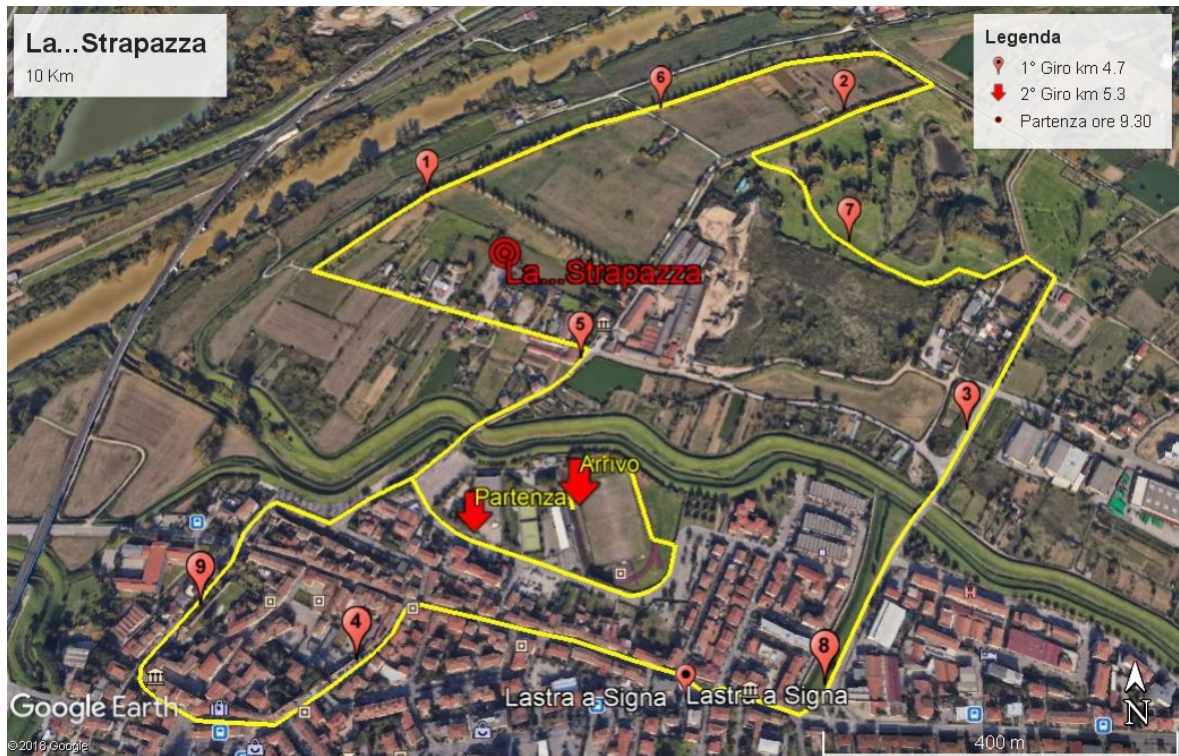 La...Strapazza
10 Km
Legenda
1° Giro km 4.7
2° Giro km 5.3
Partenza ore 9.30
6
2
1
7
La...Strapazza
5
3
Arrivo
Partenza
9
4
8
H
Lastra a Signa
Lastra a Signa
Google Earth
N
©2018 Google
400 m